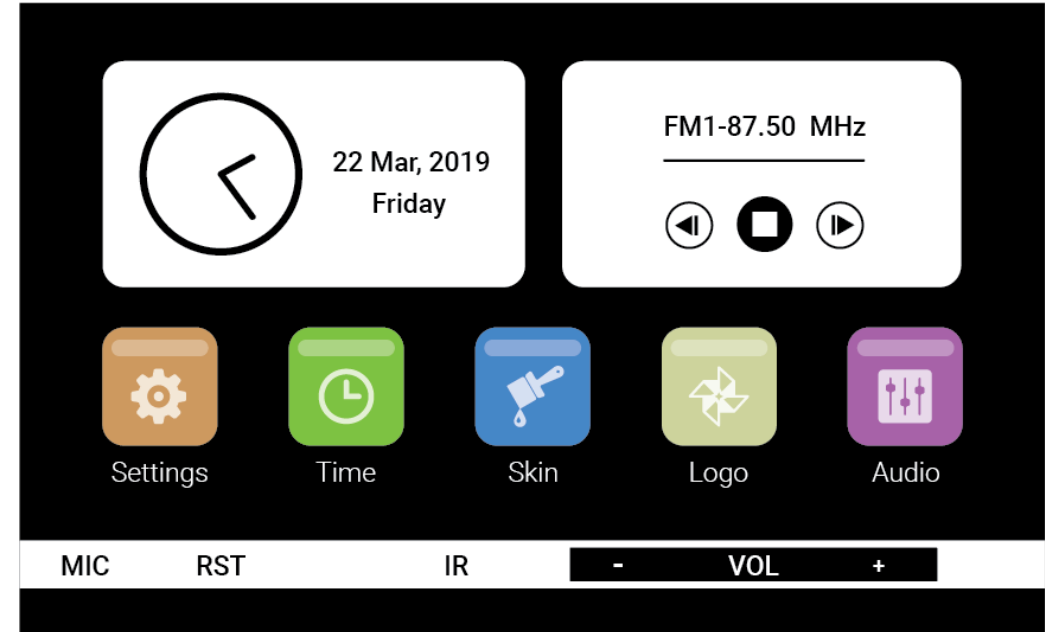 22 Mar, 2019
Friday
FM1-87.50 MHz
Settings
Time
Skin
Logo
Audio
MIC RST IR - VOL +